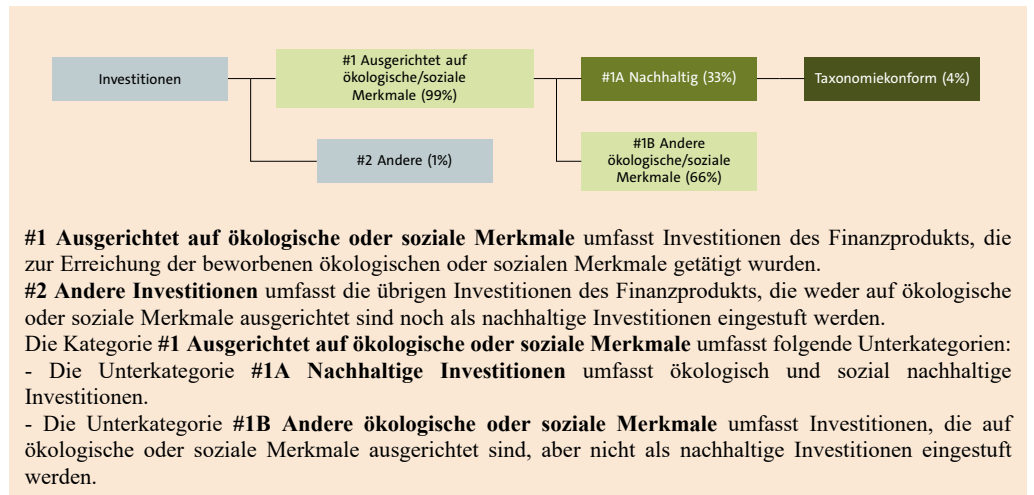 Investitionen
#1 Ausgerichtet auf
ökologische/soziale
Merkmale (99%)
#1A Nachhaltig (33%)
Taxonomiekonform (4%)
#2 Andere (1%)
#1B Andere
ökologische/soziale
Merkmale (66%)
#1 Ausgerichtet auf ökologische oder soziale Merkmale umfasst Investitionen des Finanzprodukts, die
zur Erreichung der beworbenen ökologischen oder sozialen Merkmale getätigt wurden.
#2 Andere Investitionen umfasst die übrigen Investitionen des Finanzprodukts, die weder auf ökologische
oder soziale Merkmale ausgerichtet sind noch als nachhaltige Investitionen eingestuft werden.
Die Kategorie #1 Ausgerichtet auf ökologische oder soziale Merkmale umfasst folgende Unterkategorien:
- Die Unterkategorie #1A Nachhaltige Investitionen umfasst ökologisch und sozial nachhaltige
Investitionen.
- Die Unterkategorie #1B Andere ökologische oder soziale Merkmale umfasst Investitionen, die auf
ökologische oder soziale Merkmale ausgerichtet sind, aber nicht als nachhaltige Investitionen eingestuft
werden.